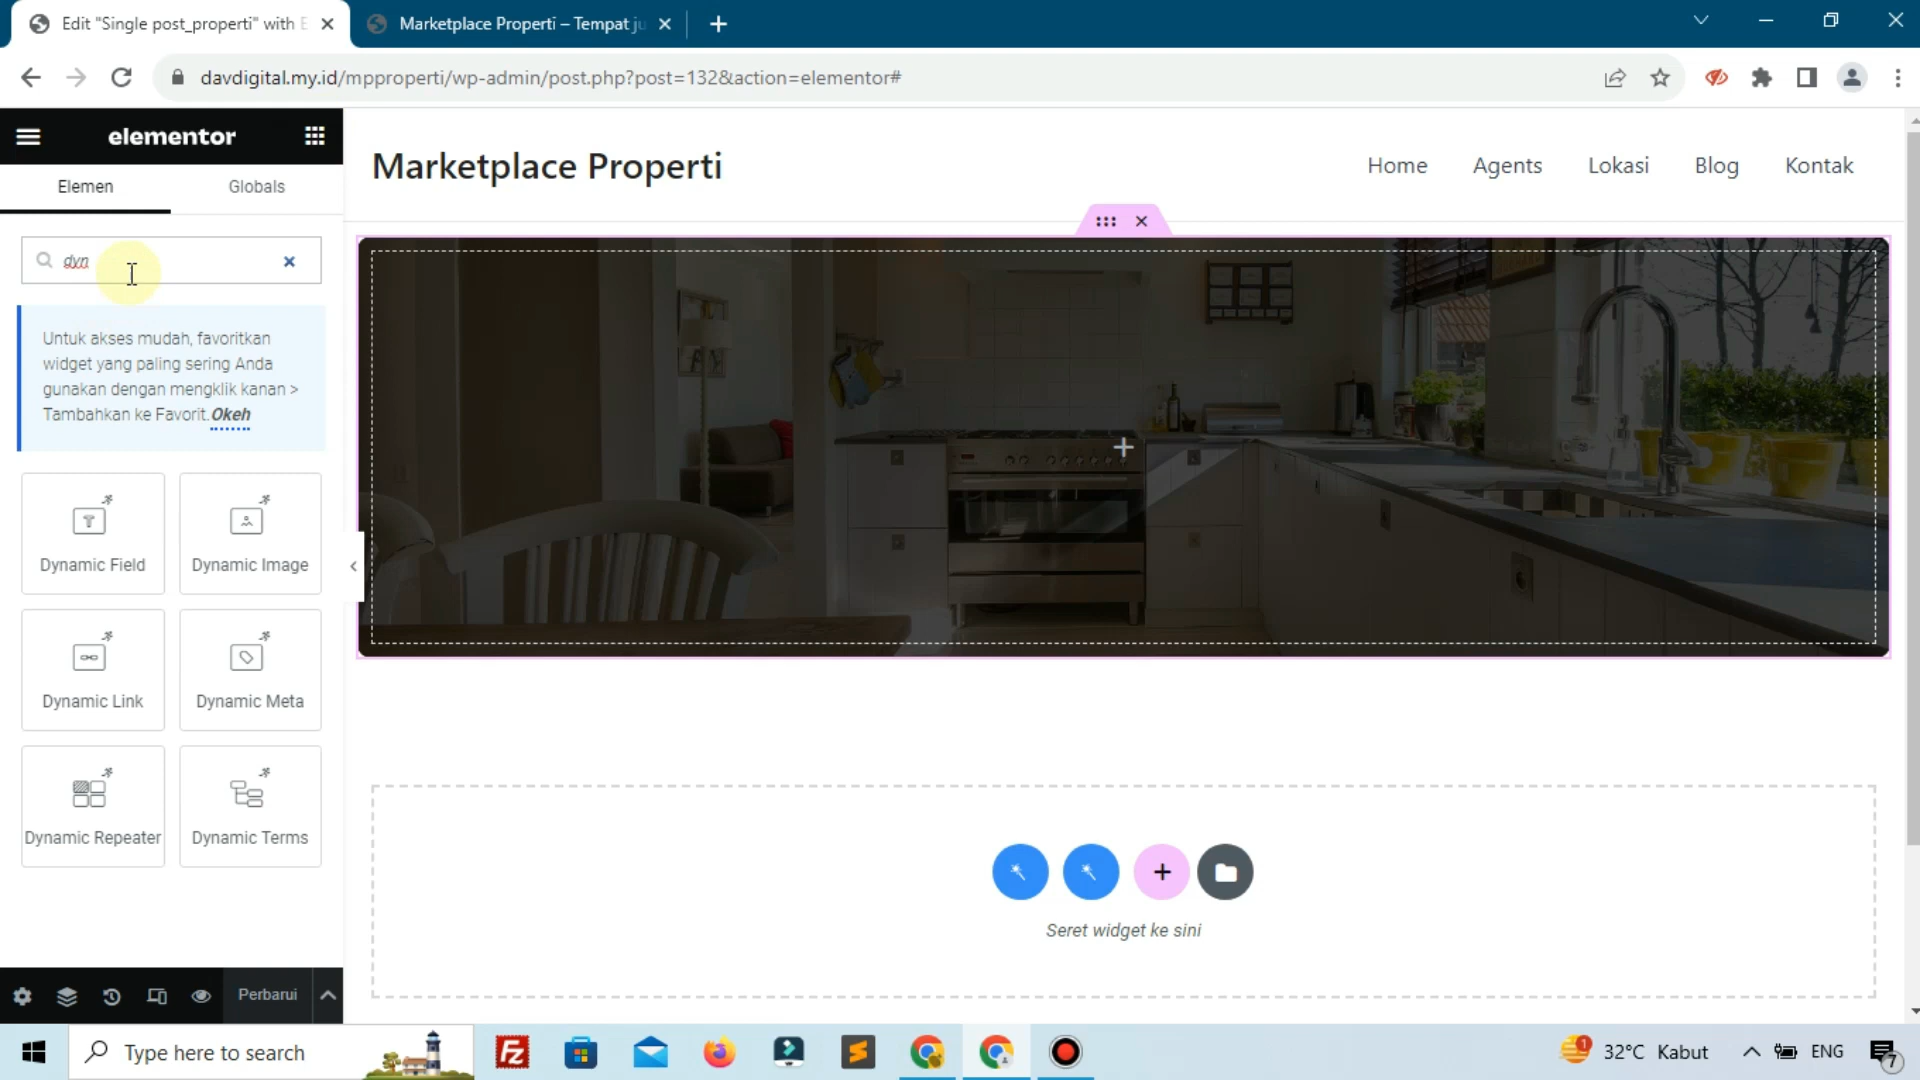 Edit "Single post_properti" with E
Marketplace Properti – Tempat ju
davdigital.my.id/mpproperti/wp-admin/post.php?post=132&action=elementor#
elementor
Elemen
Globals
dyn
Untuk akses mudah, favoritkan
widget yang paling sering Anda
gunakan dengan mengklik kanan >
Tambahkan ke Favorit. Okeh
Dynamic Field
Dynamic Image
Dynamic Link
Dynamic Meta
Dynamic Repeater
Dynamic Terms
Perbarui
Marketplace Properti
Home
Agents
Lokasi
Blog
Kontak
Seret widget ke sini
Type here to search
1
32°C Kabut
ENG
7